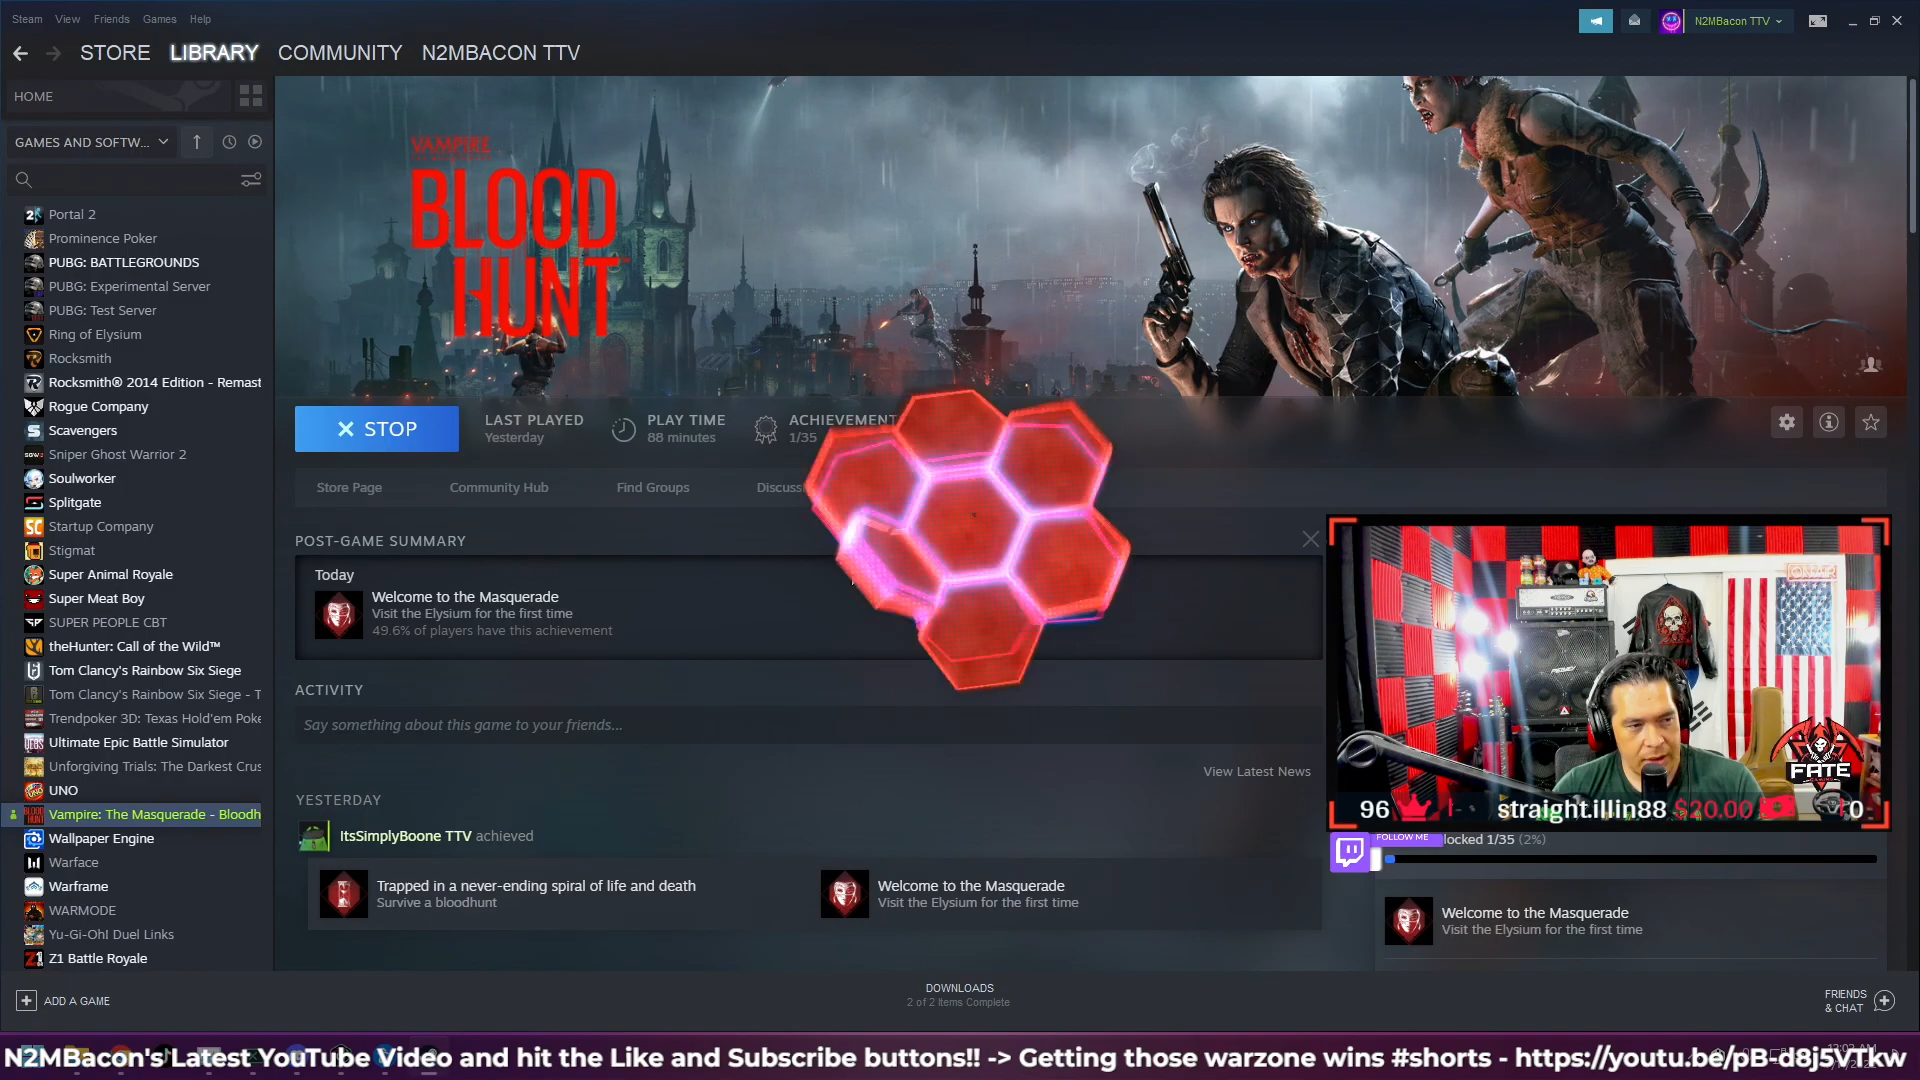 Steam View Friends Games Help
N2MBacon TTV
STORE LIBRARY COMMUNITY N2MBACON TTV
HOME
GAMES AND SOFTW...
Portal 2
Prominence Poker
PUBG: BATTLEGROUNDS
PUBG: Experimental Server
PUBG: Test Server
Ring of Elysium
Rocksmith
Rocksmith® 2014 Edition - Remast
Rogue Company
Scavengers
Sniper Ghost Warrior 2
Soulworker
Splitgate
Startup Company
Stigmat
Super Animal Royale
Super Meat Boy
SUPER PEOPLE CBT
theHunter: Call of the Wild™
Tom Clancy's Rainbow Six Siege
Tom Clancy's Rainbow Six Siege - T
Trendpoker 3D: Texas Hold'em Poke
Ultimate Epic Battle Simulator
Unforgiving Trials: The Darkest Crus
UNO
Vampire: The Masquerade - Bloodh
Wallpaper Engine
Warface
Warframe
WARMODE
Yu-Gi-Oh! Duel Links
Z1 Battle Royale
ADD A GAME
VAMPIRE
BLOOD
HUNT
STOP
LAST PLAYED
Yesterday
PLAY TIME
88 minutes
ACHIEVEMENT
1/35
Store Page Community Hub Find Groups Discuss
POST-GAME SUMMARY
Today
Welcome to the Masquerade
Visit the Elysium for the first time
49.6% of players have this achievement
ACTIVITY
Say something about this game to your friends...
View Latest News
YESTERDAY
ItsSimplyBoone TTV achieved
Trapped in a never-ending spiral of life and death
Survive a bloodhunt
Welcome to the Masquerade
Visit the Elysium for the first time
PEAVEY
FATE
96 straight.illin88 $20.00 0
FOLLOW ME
locked 1/35 (2%)
Welcome to the Masquerade
Visit the Elysium for the first time
DOWNLOADS
2 of 2 Items Complete
FRIENDS
& CHAT
N2MBacon's Latest YouTube Video and hit the Like and Subscribe buttons!! -> Getting those warzone wins #shorts - https://youtu.be/pB-d8j5VTkw